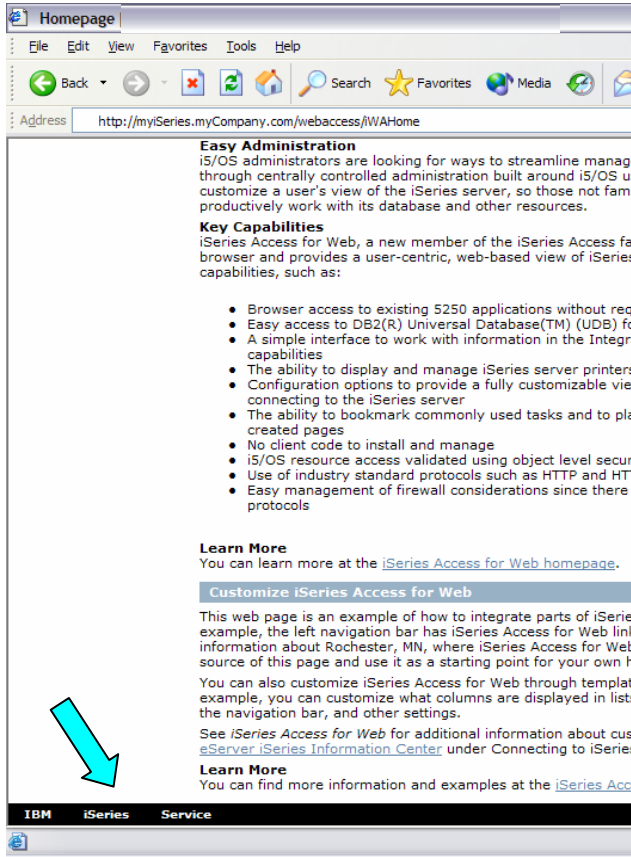 Homepage
File Edit View Favorites Tools Help
Back Search Favorites Media
Address http://myiSeries.myCompany.com/webaccess/iWAHome
Easy Administration
i5/OS administrators are looking for ways to streamline manag
through centrally controlled administration built around i5/OS u
customize a user's view of the iSeries server, so those not fam
productively work with its database and other resources.
Key Capabilities
iSeries Access for Web, a new member of the iSeries Access fa
browser and provides a user-centric, web-based view of iSeries
capabilities, such as:
● Browser access to existing 5250 applications without req
● Easy access to DB2(R) Universal Database(TM) (UDB) fo
● A simple interface to work with information in the Integr
capabilities
● The ability to display and manage iSeries server printers
● Configuration options to provide a fully customizable vie
connecting to the iSeries server
● The ability to bookmark commonly used tasks and to pla
created pages
● No client code to install and manage
● i5/OS resource access validated using object level secur
● Use of industry standard protocols such as HTTP and HT
● Easy management of firewall considerations since there
protocols
Learn More
You can learn more at the iSeries Access for Web homepage.
Customize iSeries Access for Web
This web page is an example of how to integrate parts of iSerie
example, the left navigation bar has iSeries Access for Web lin
information about Rochester, MN, where iSeries Access for Web
source of this page and use it as a starting point for your own h
You can also customize iSeries Access for Web through templat
example, you can customize what columns are displayed in lists
the navigation bar, and other settings.
See iSeries Access for Web for additional information about cus
eServer iSeries Information Center under Connecting to iSeries
Learn More
You can find more information and examples at the iSeries Acc
IBM iSeries Service